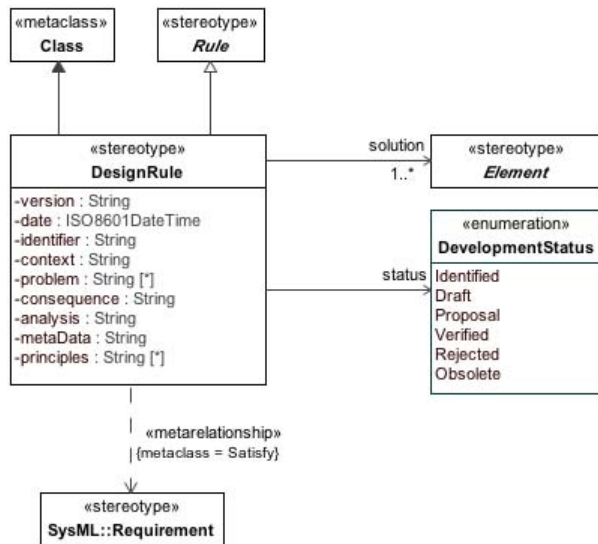 «metaclass»
Class
«stereotype»
Rule
«stereotype»
DesignRule
-version : String
-date : ISO8601DateTime
-identifier : String
-context : String
-problem : String [*]
-consequence : String
-analysis : String
-metaData : String
-principles : String [*]
solution
1..*
«stereotype»
Element
status
«enumeration»
DevelopmentStatus
Identified
Draft
Proposal
Verified
Rejected
Obsolete
«metarelationship»
{metaclass = Satisfy}
«stereotype»
SysML::Requirement